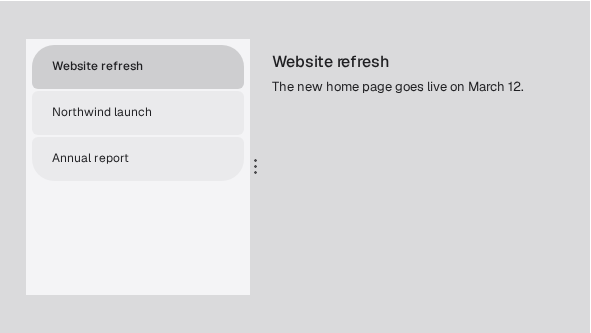 Website refresh
Northwind launch
Annual report
Website refresh
The new home page goes live on March 12.